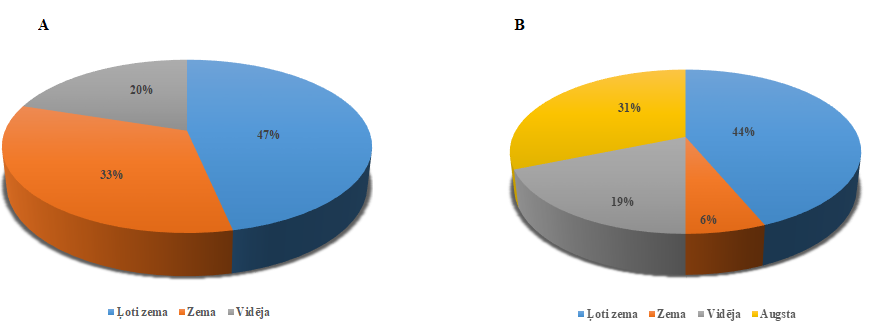 A
20%
47%
33%
Ļoti zema Zema Vidēja
B
31%
44%
19%
6%
Ļoti zema Zema Vidēja Augsta